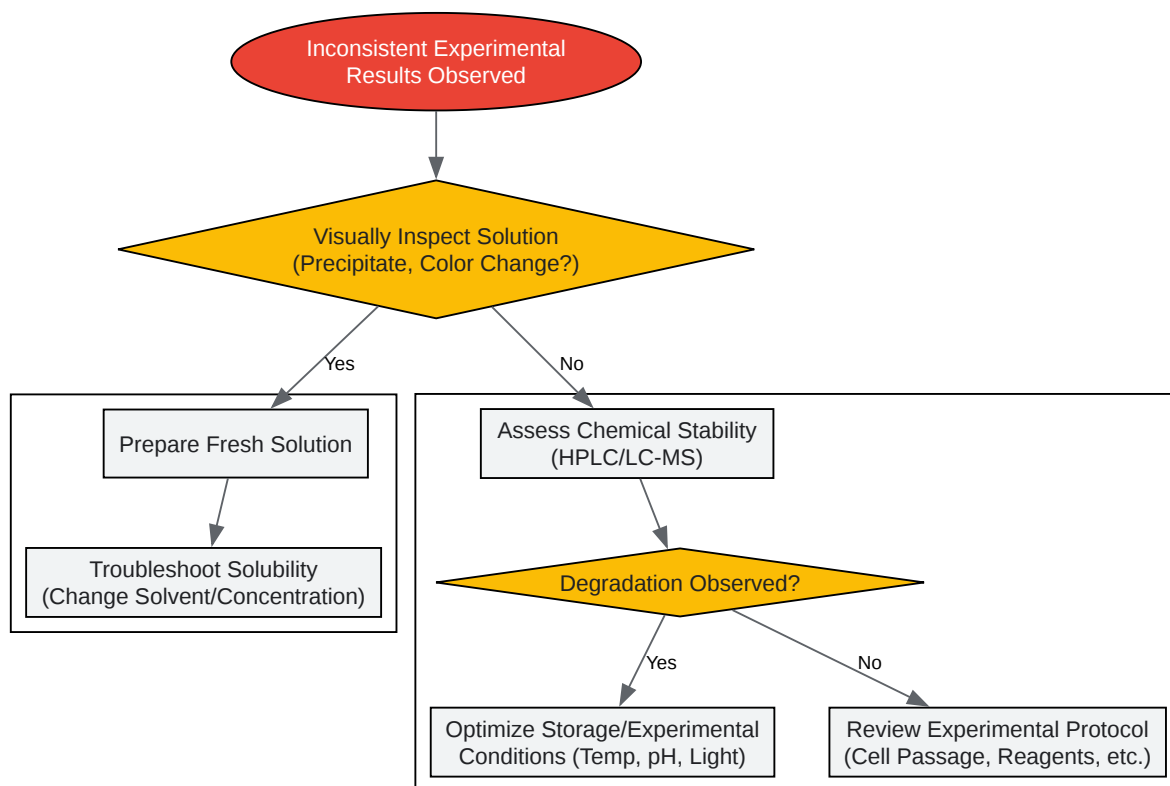 Inconsistent Experimental
Results Observed
Visually Inspect Solution
(Precipitate, Color Change?)
Yes
No
Prepare Fresh Solution
Assess Chemical Stability
(HPLC/LC-MS)
Troubleshoot Solubility
(Change Solvent/Concentration)
Degradation Observed?
Yes
No
Optimize Storage/Experimental
Conditions (Temp, pH, Light)
Review Experimental Protocol
(Cell Passage, Reagents, etc.)